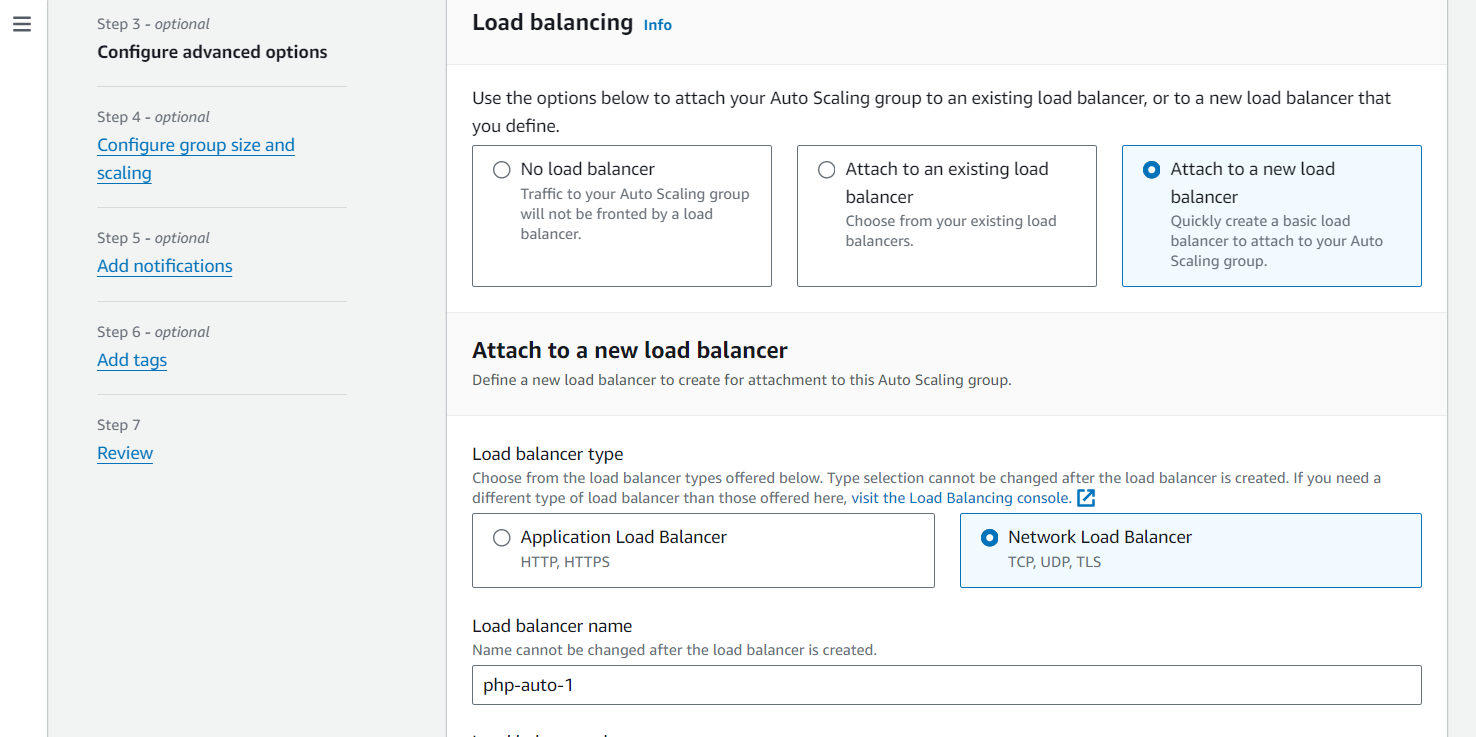 Step 3 - optional
Configure advanced options
Step 4 - optional
Configure group size and
scaling
Step 5 - optional
Add notifications
Step 6 - optional
Add tags
Step 7
Review
Load balancing Info
Use the options below to attach your Auto Scaling group to an existing load balancer, or to a new load balancer that
you define.
No load balancer
Traffic to your Auto Scaling group
will not be fronted by a load
balancer.
Attach to an existing load
balancer
Choose from your existing load
balancers.
Attach to a new load
balancer
Quickly create a basic load
balancer to attach to your Auto
Scaling group.
Attach to a new load balancer
Define a new load balancer to create for attachment to this Auto Scaling group.
Load balancer type
Choose from the load balancer types offered below. Type selection cannot be changed after the load balancer is created. If you need a
different type of load balancer than those offered here, visit the Load Balancing console.
Application Load Balancer
HTTP, HTTPS
Network Load Balancer
TCP, UDP, TLS
Load balancer name
Name cannot be changed after the load balancer is created.
php-auto-1